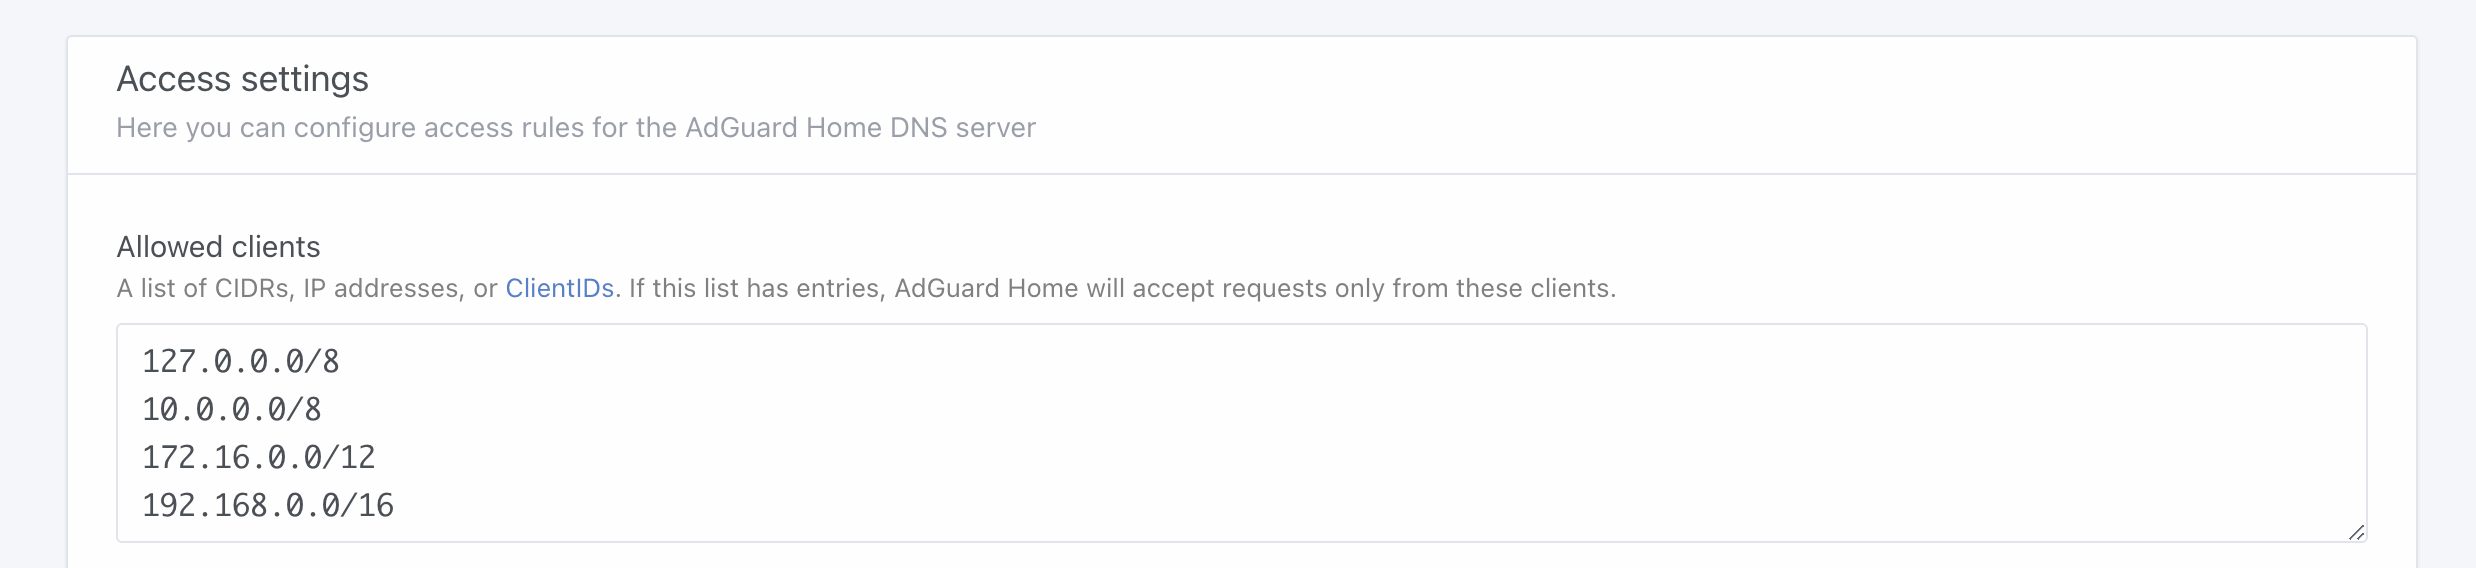 Access settings
Here you can configure access rules for the AdGuard Home DNS server
Allowed clients
A list of CIDRs, IP addresses, or ClientIDs. If this list has entries, AdGuard Home will accept requests only from these clients.
127.0.0.0/8
10.0.0.0/8
172.16.0.0/12
192.168.0.0/16